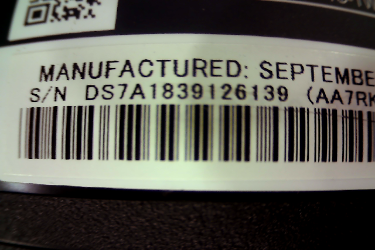 MANUFACTURED: SEPTEMBE
S/N DS7A1839126139 (AA7RK